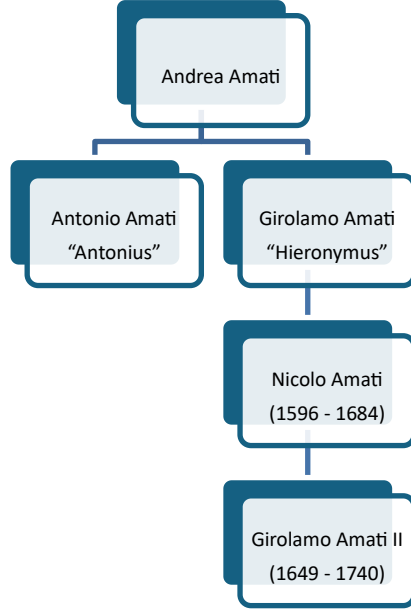 Andrea Amati
Antonio Amati
“Antonius”
Girolamo Amati
“Hieronymus”
Nicolo Amati
(1596 - 1684)
Girolamo Amati II
(1649 - 1740)